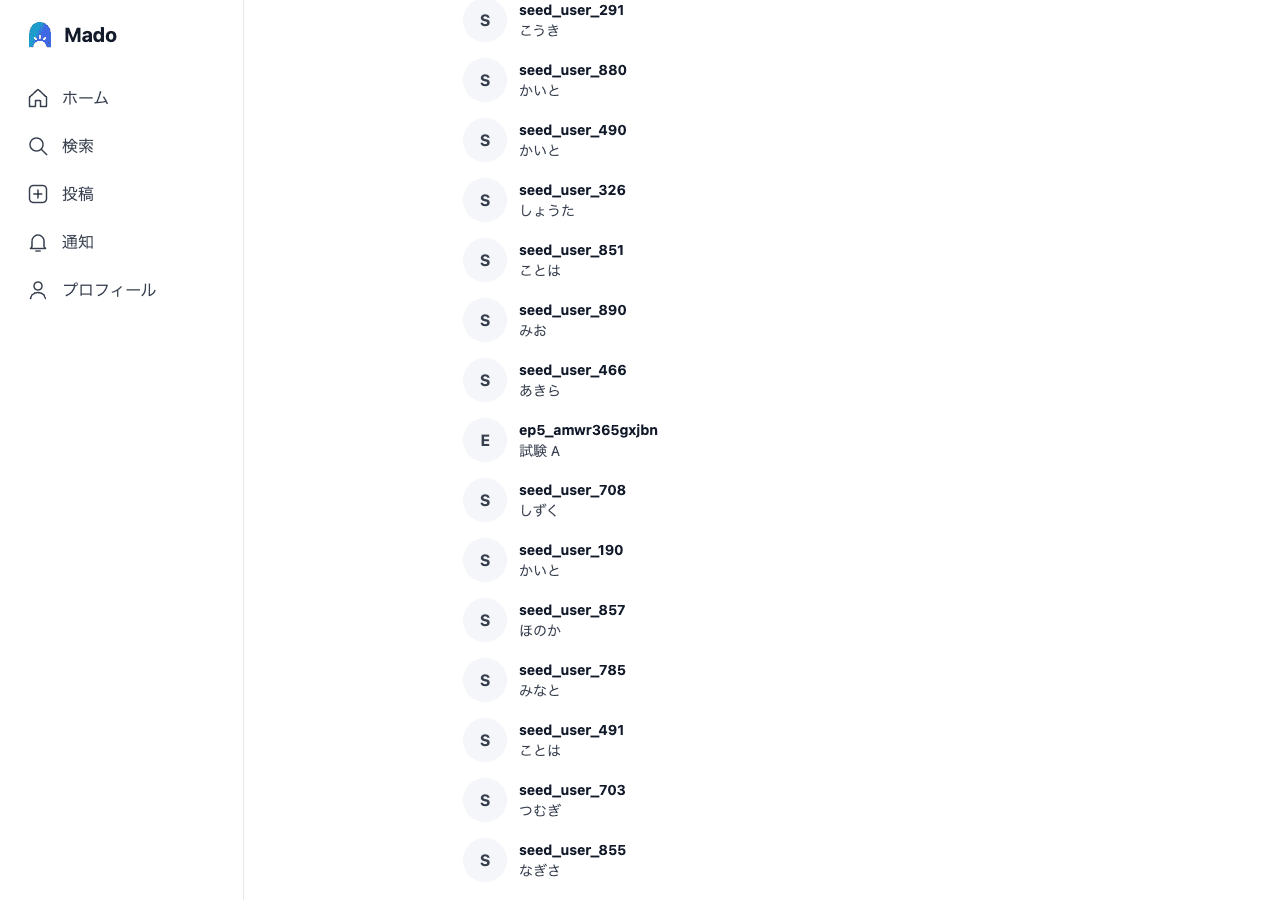 Mado
ホーム
検索
投稿
通知
プロフィール
S
seed_user_291
こうき
S
seed_user_880
かいと
S
seed_user_490
かいと
S
seed_user_326
しょうた
S
seed_user_851
ことは
S
seed_user_890
みお
S
seed_user_466
あきら
E
ep5_amwr365gxjbn
試験 A
S
seed_user_708
しずく
S
seed_user_190
かいと
S
seed_user_857
ほのか
S
seed_user_785
みなと
S
seed_user_491
ことは
S
seed_user_703
つむぎ
S
seed_user_855
なぎさ